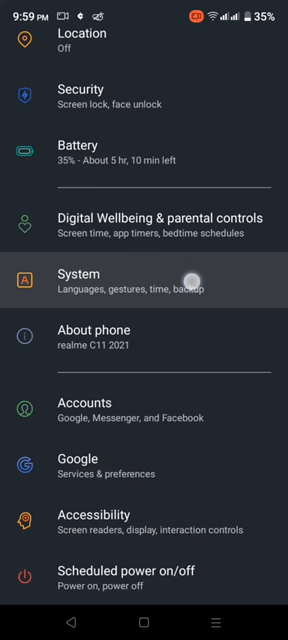 9:59 PM 35%
Location
Off
Security
Screen lock, face unlock
Battery
35% - About 5 hr, 10 min left
Digital Wellbeing & parental controls
Screen time, app timers, bedtime schedules
System
Languages, gestures, time, backup
About phone
realme C11 2021
Accounts
Google, Messenger, and Facebook
Google
Services & preferences
Accessibility
Screen readers, display, interaction controls
Scheduled power on/off
Power on, power off